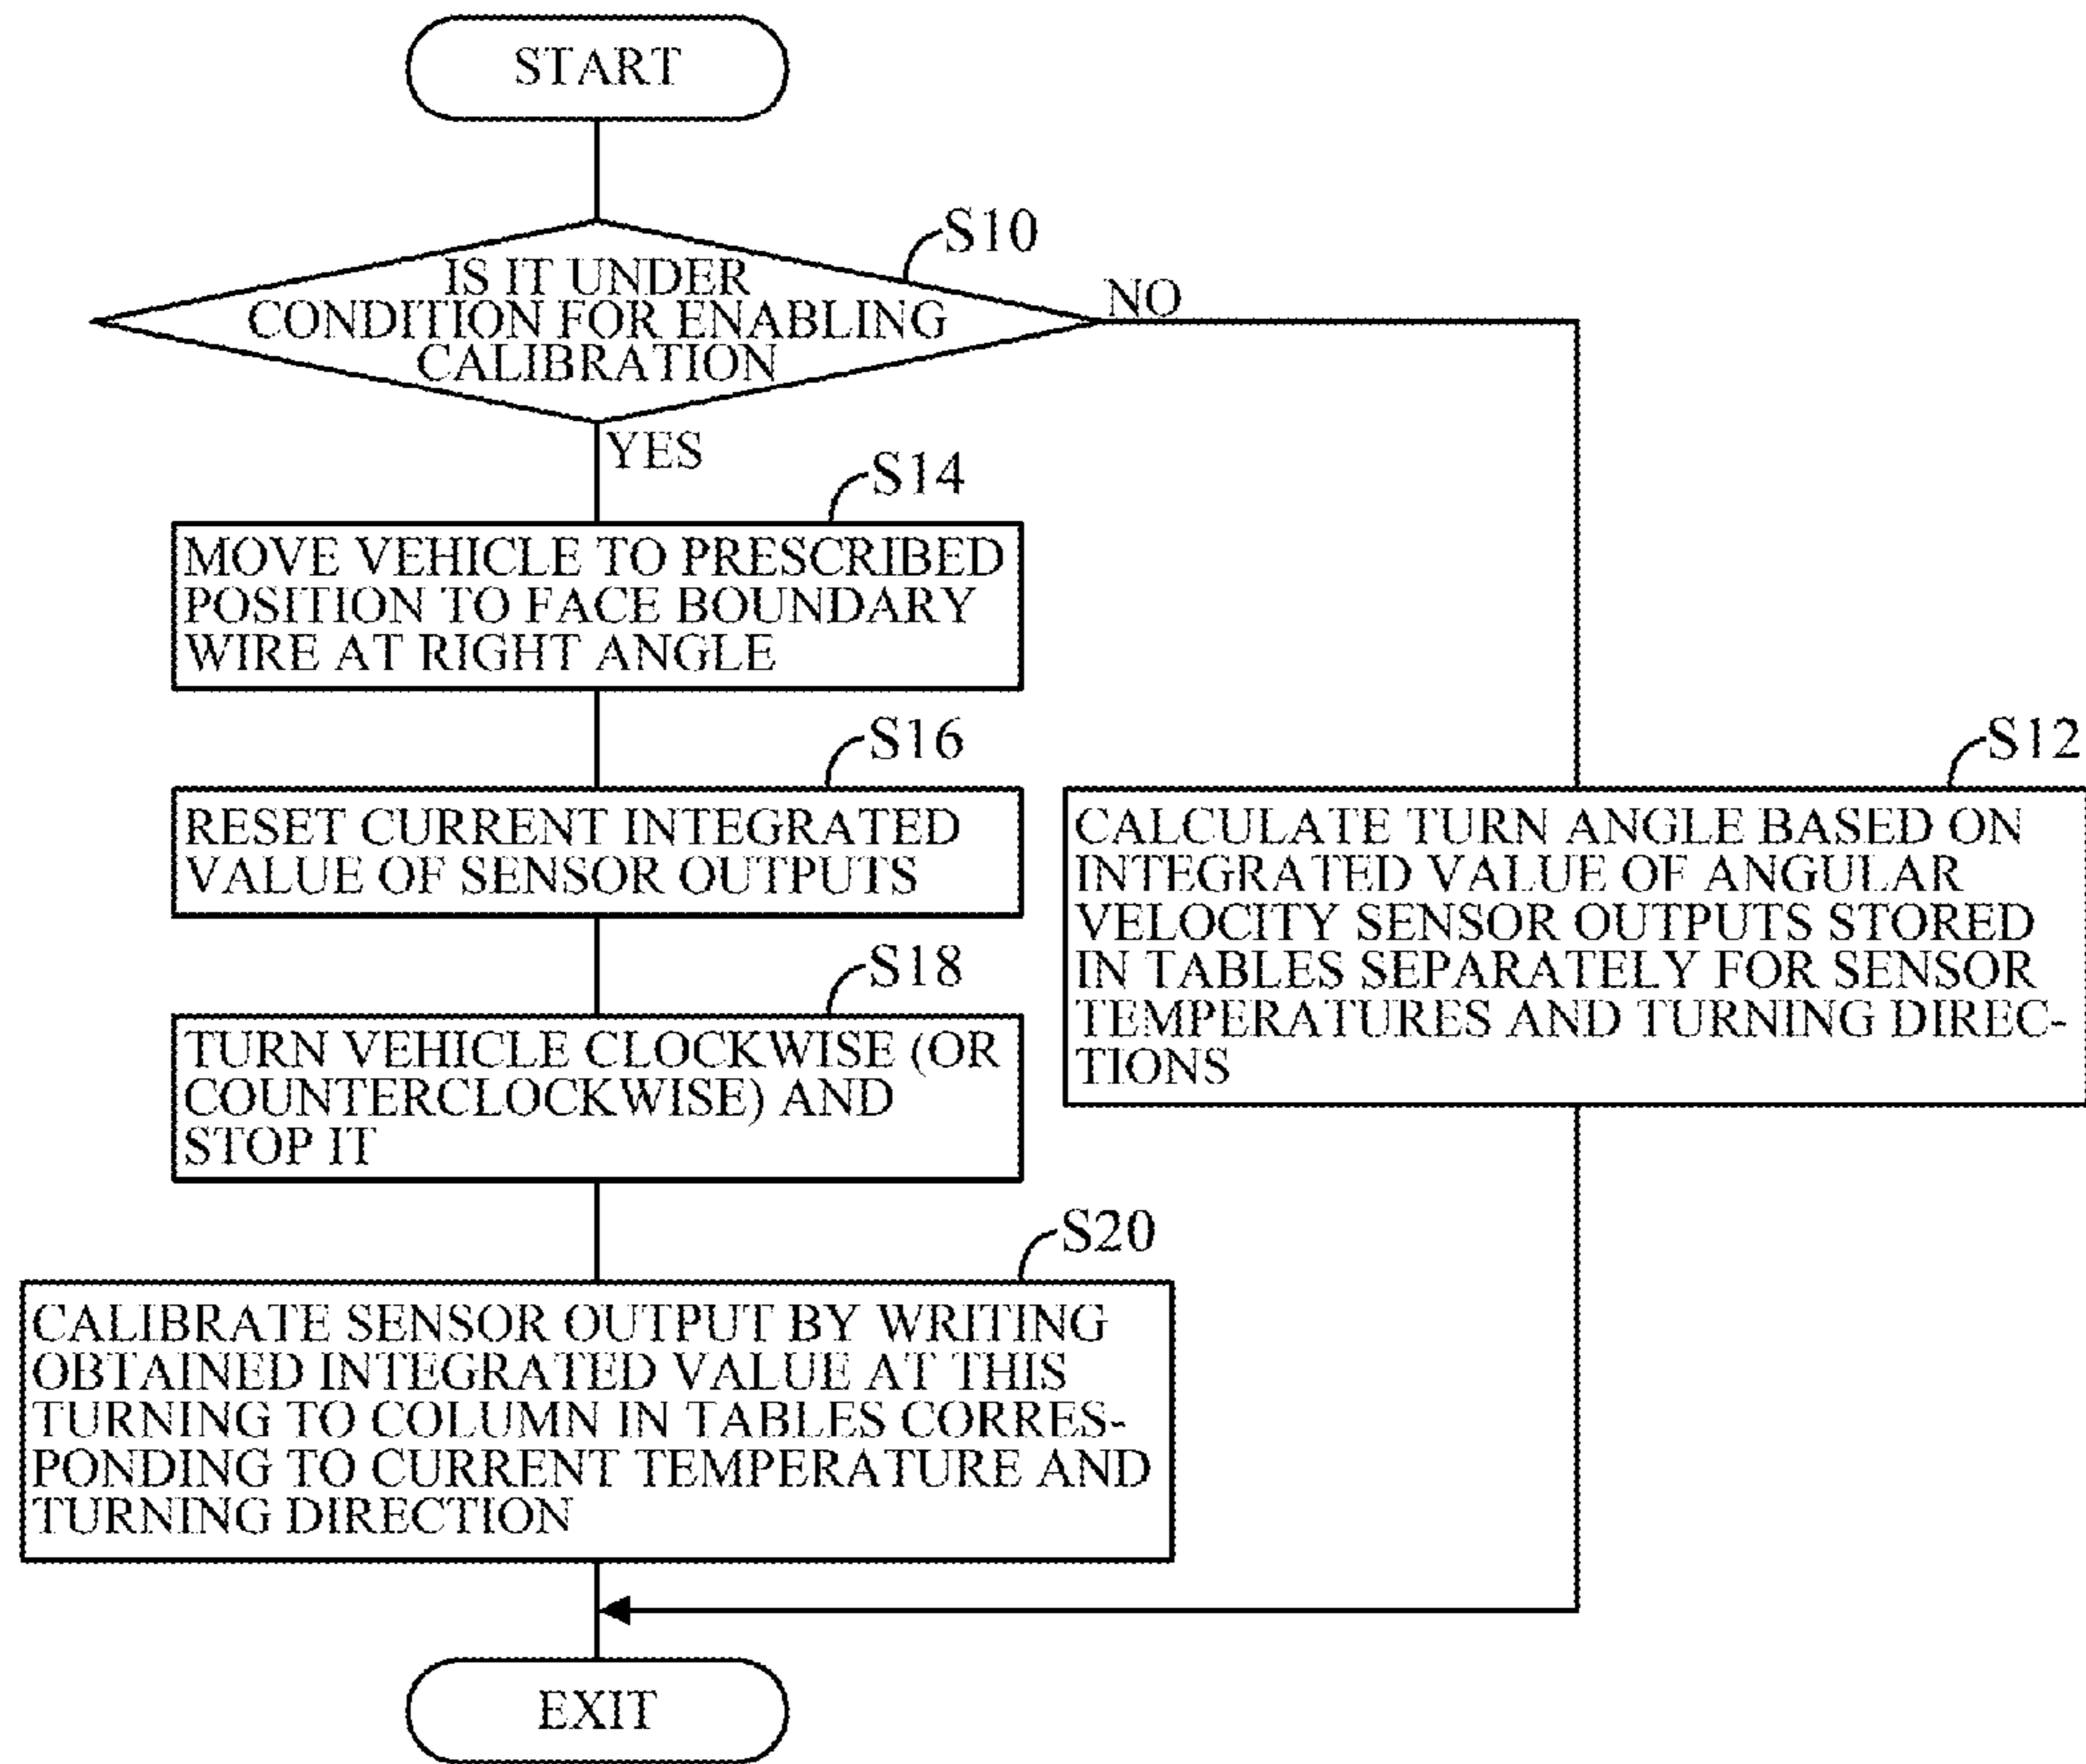 START
S10
IS IT UNDER
CONDITION FOR ENABLING
CALIBRATION
NO
YES
S14
MOVE VEHICLE TO PRESCRIBED
POSITION TO FACE BOUNDARY
WIRE AT RIGHT ANGLE
S16
RESET CURRENT INTEGRATED
VALUE OF SENSOR OUTPUTS
S12
CALCULATE TURN ANGLE BASED ON
INTEGRATED VALUE OF ANGULAR
VELOCITY SENSOR OUTPUTS STORED
IN TABLES SEPARATELY FOR SENSOR
TEMPERATURES AND TURNING DIREC-
TIONS
S18
TURN VEHICLE CLOCKWISE (OR
COUNTERCLOCKWISE) AND
STOP IT
S20
CALIBRATE SENSOR OUTPUT BY WRITING
OBTAINED INTEGRATED VALUE AT THIS
TURNING TO COLUMN IN TABLES CORRES-
PONDING TO CURRENT TEMPERATURE AND
TURNING DIRECTION
EXIT